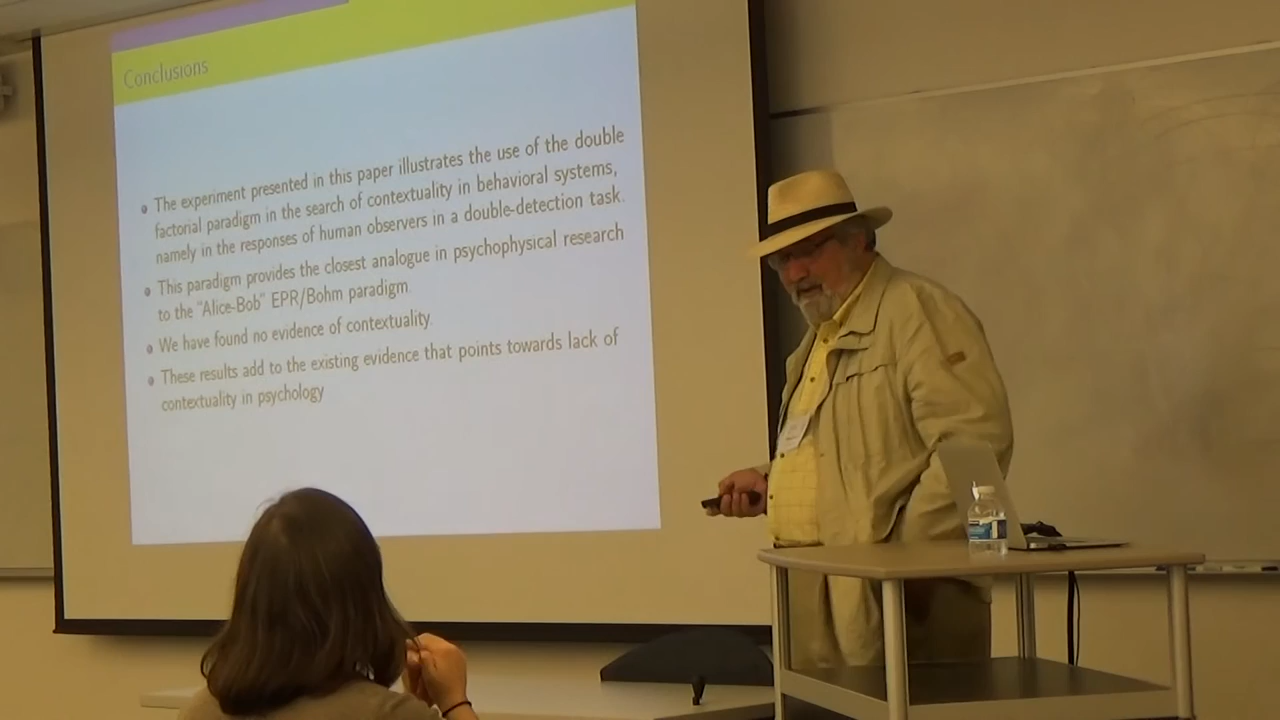 Conclusions
The experiment presented in this paper illustrates the use of the double
factorial paradigm in the search of contextuality in behavioral systems,
namely in the responses of human observers in a double-detection task.
This paradigm provides the closest analogue in psychophysical research
to the "Alice-Bob" EPR/Bohm paradigm.
We have found no evidence of contextuality.
These results add to the existing evidence that points towards lack of
contextuality in psychology